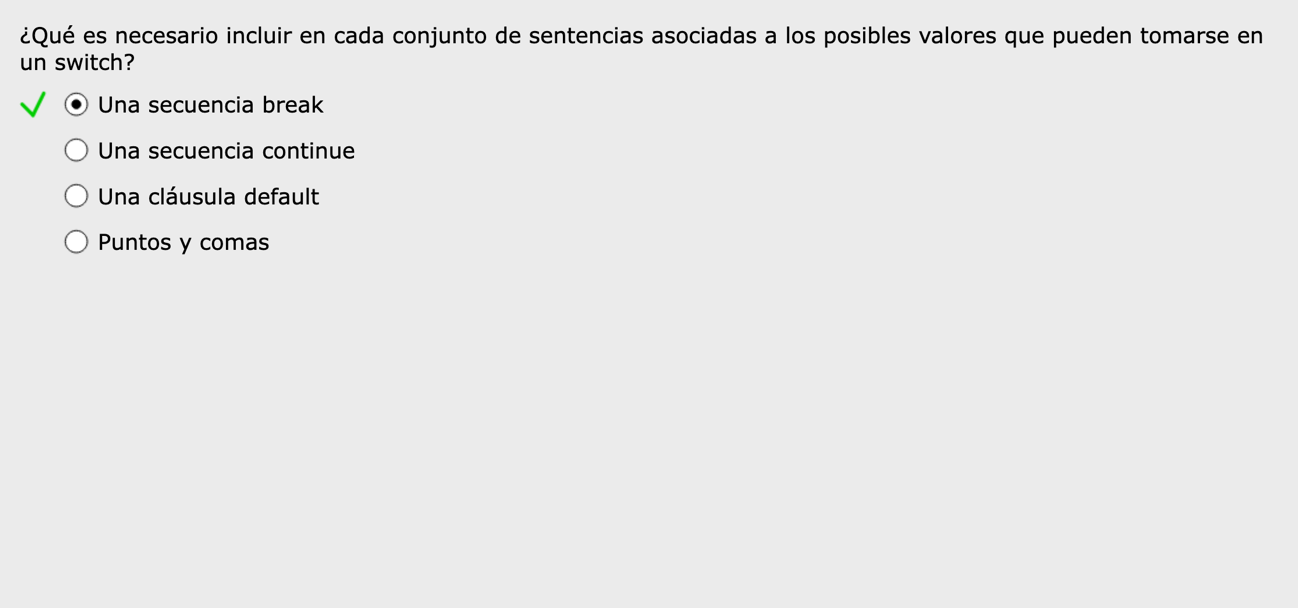 ¿Qué es necesario incluir en cada conjunto de sentencias asociadas a los posibles valores que pueden tomarse en
un switch?
Una secuencia break
Una secuencia continue
Una cláusula default
Puntos y comas